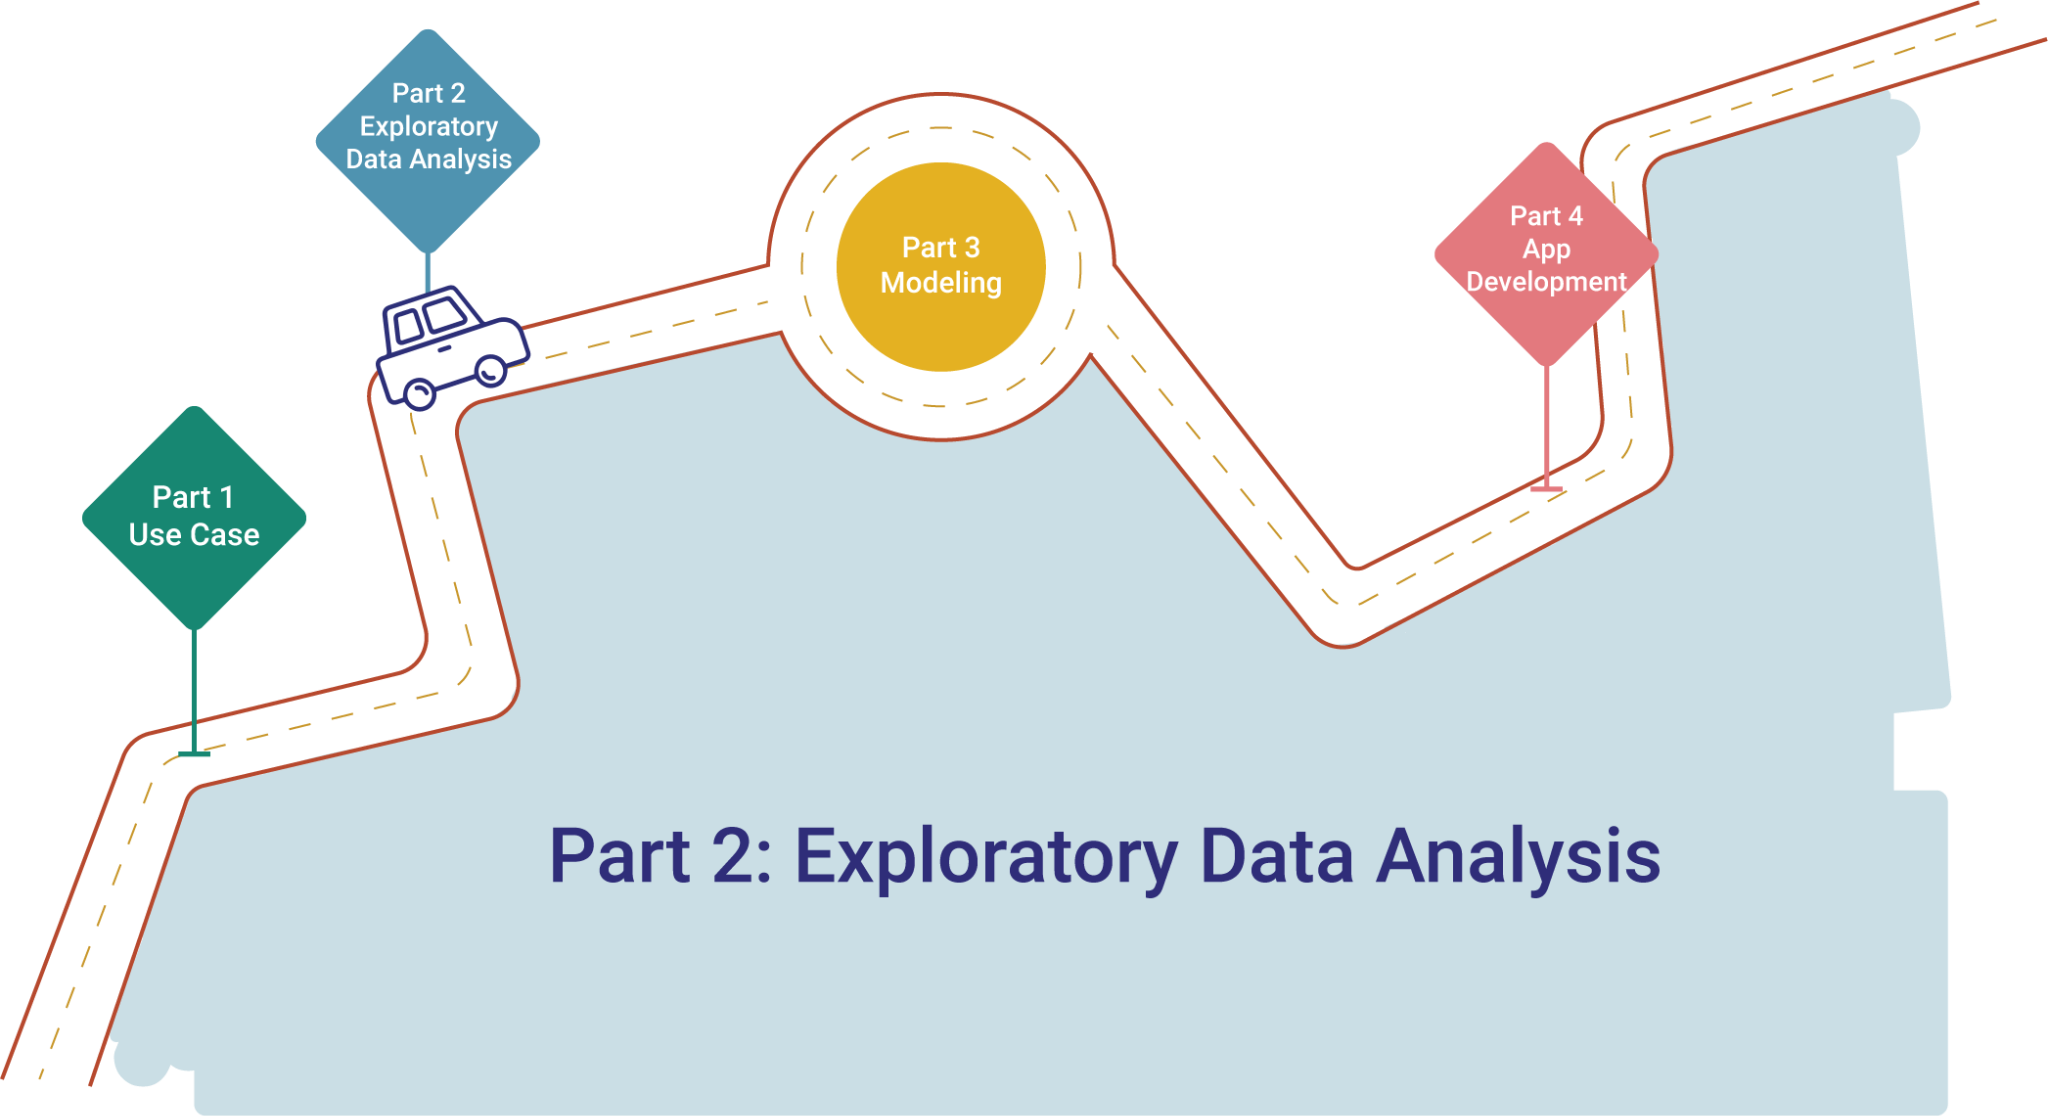 Part 2
Exploratory
Data Analysis
Part 3
Modeling
Part 4
App
Development
Part 1
Use Case
Part 2: Exploratory Data Analysis